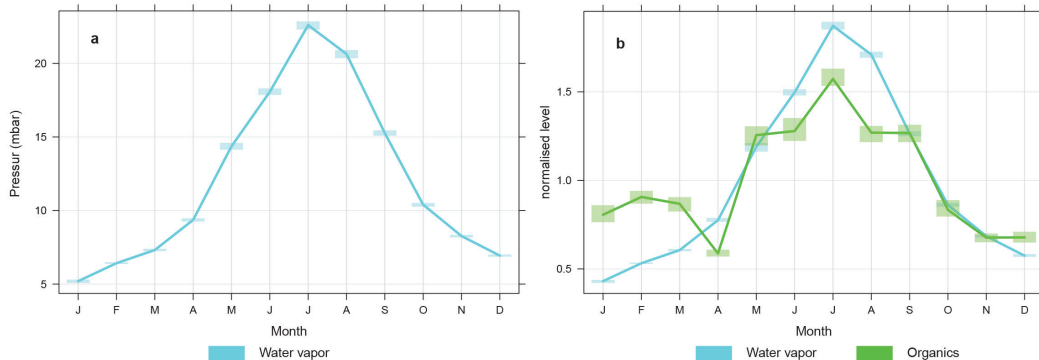 a
20
15
10
5
Pressur (mbar)
J F M A M J J A S O N D
Month
Water vapor
b
1.5
1.0
0.5
normalised level
J F M A M J J A S O N D
Month
Water vapor Organics